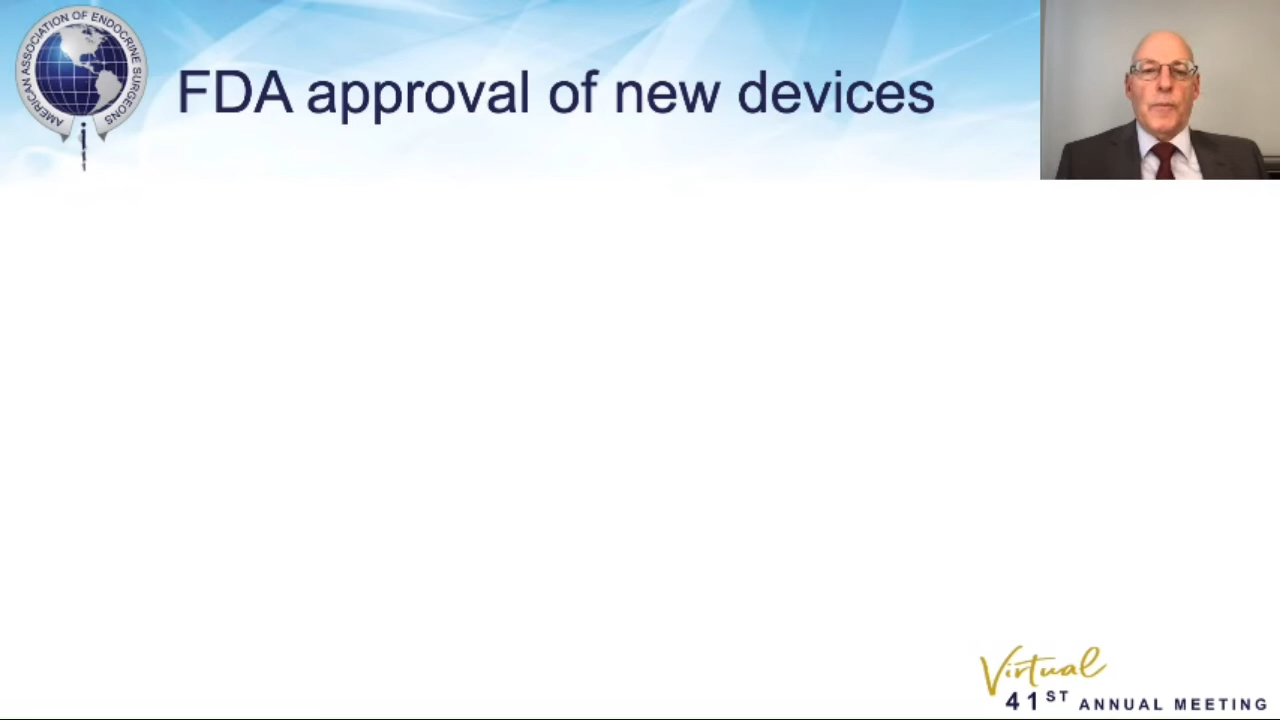 AMERICAN ASSOCIATION OF ENDOCRINE SURGEONS
FDA approval of new devices
Virtual
41ST ANNUAL MEETING